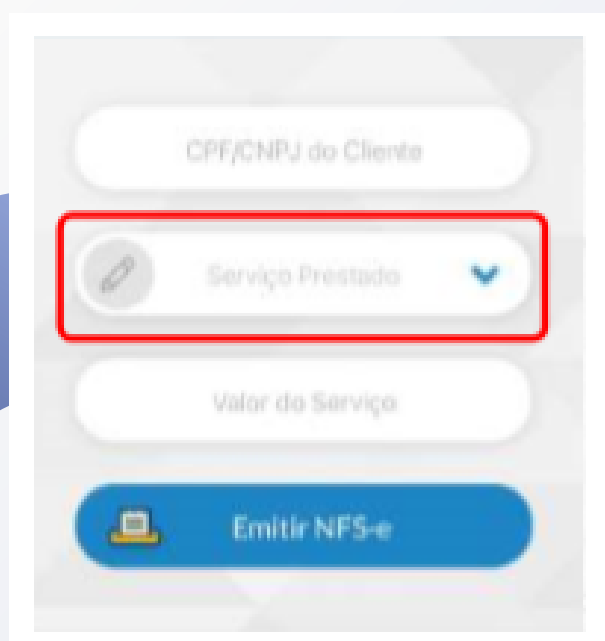 CPF/CNPJ do Cliente
Serviço Prestado
Valor do Serviço
Emitir NFS-e